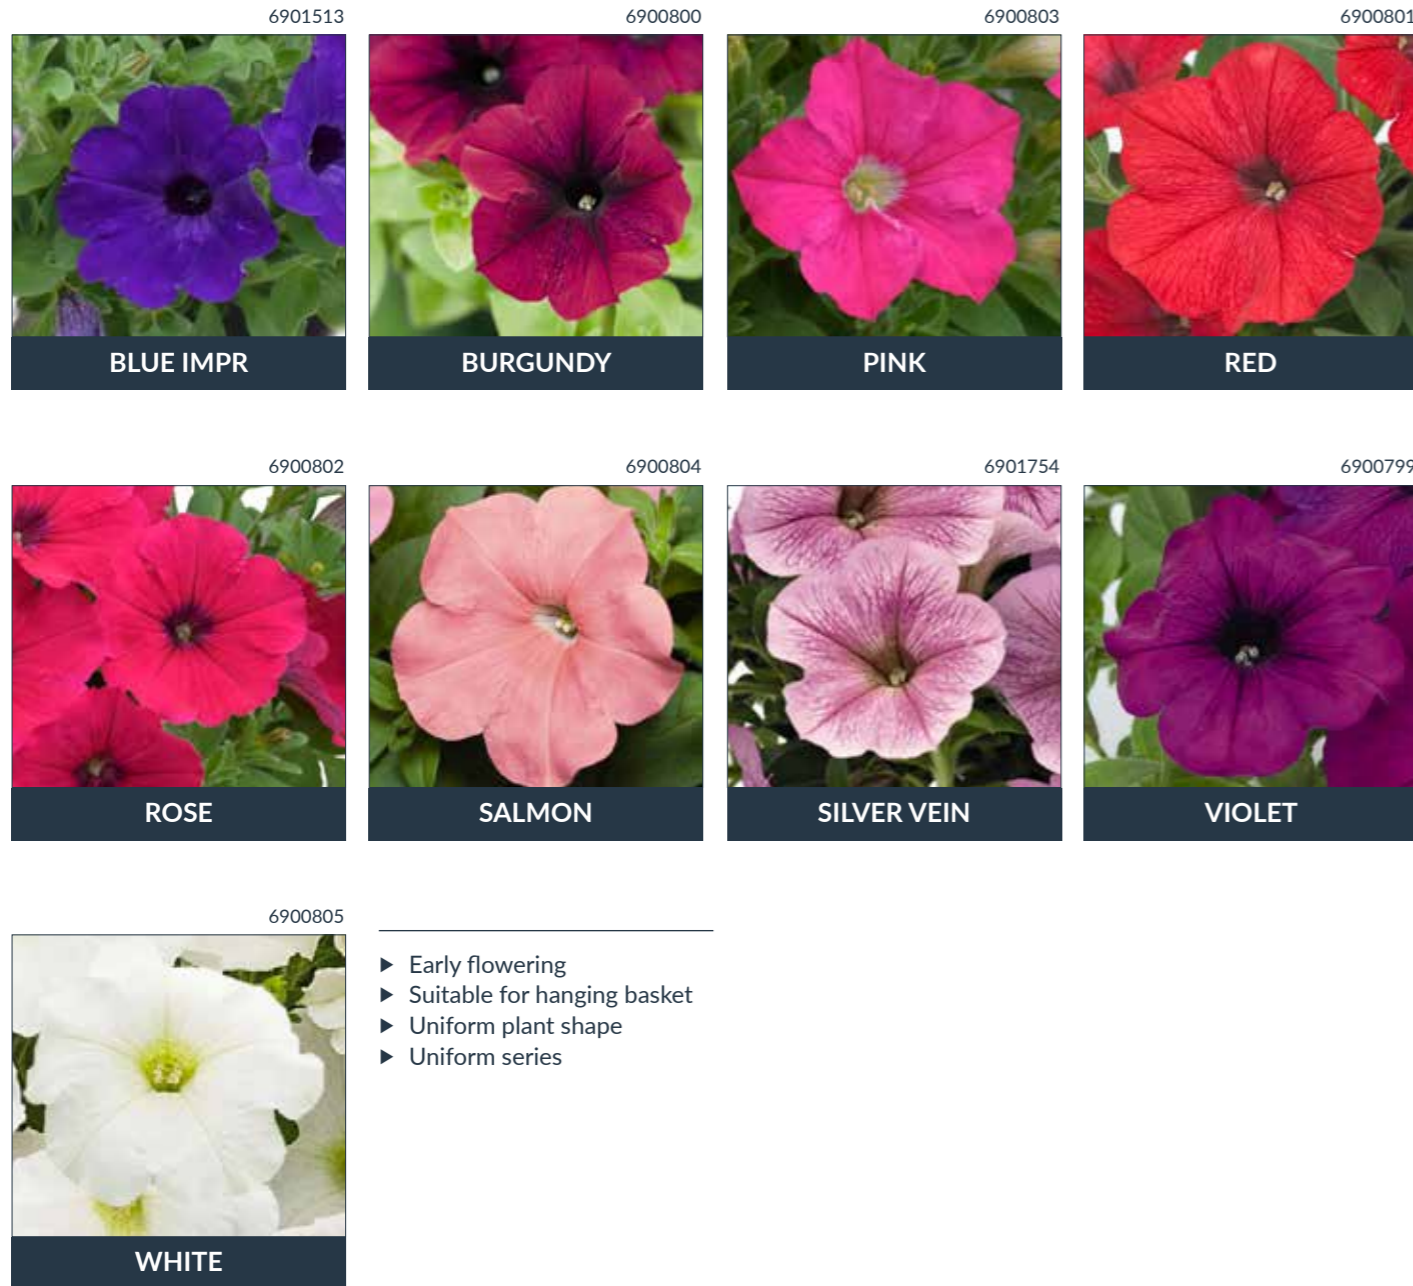 6901513
6900800
6900803
6900801
BLUE IMPR
BURGUNDY
PINK
RED
6900802
6900804
6901754
6900799
ROSE
SALMON
SILVER VEIN
VIOLET
6900805
▶ Early flowering
▶ Suitable for hanging basket
▶ Uniform plant shape
▶ Uniform series
WHITE